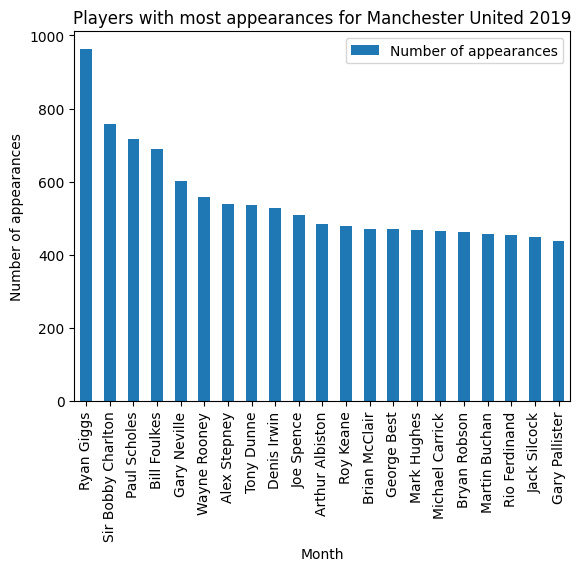 Players with most appearances for Manchester United 2019
Number of appearances
Number of appearances
1000
800
600
400
200
0
Ryan Giggs
Sir Bobby Charlton
Paul Scholes
Bill Foulkes
Gary Neville
Wayne Rooney
Alex Stepney
Tony Dunne
Denis Irwin
Joe Spence
Arthur Albiston
Roy Keane
Brian McClair
George Best
Mark Hughes
Michael Carrick
Bryan Robson
Martin Buchan
Rio Ferdinand
Jack Silcock
Gary Pallister
Month